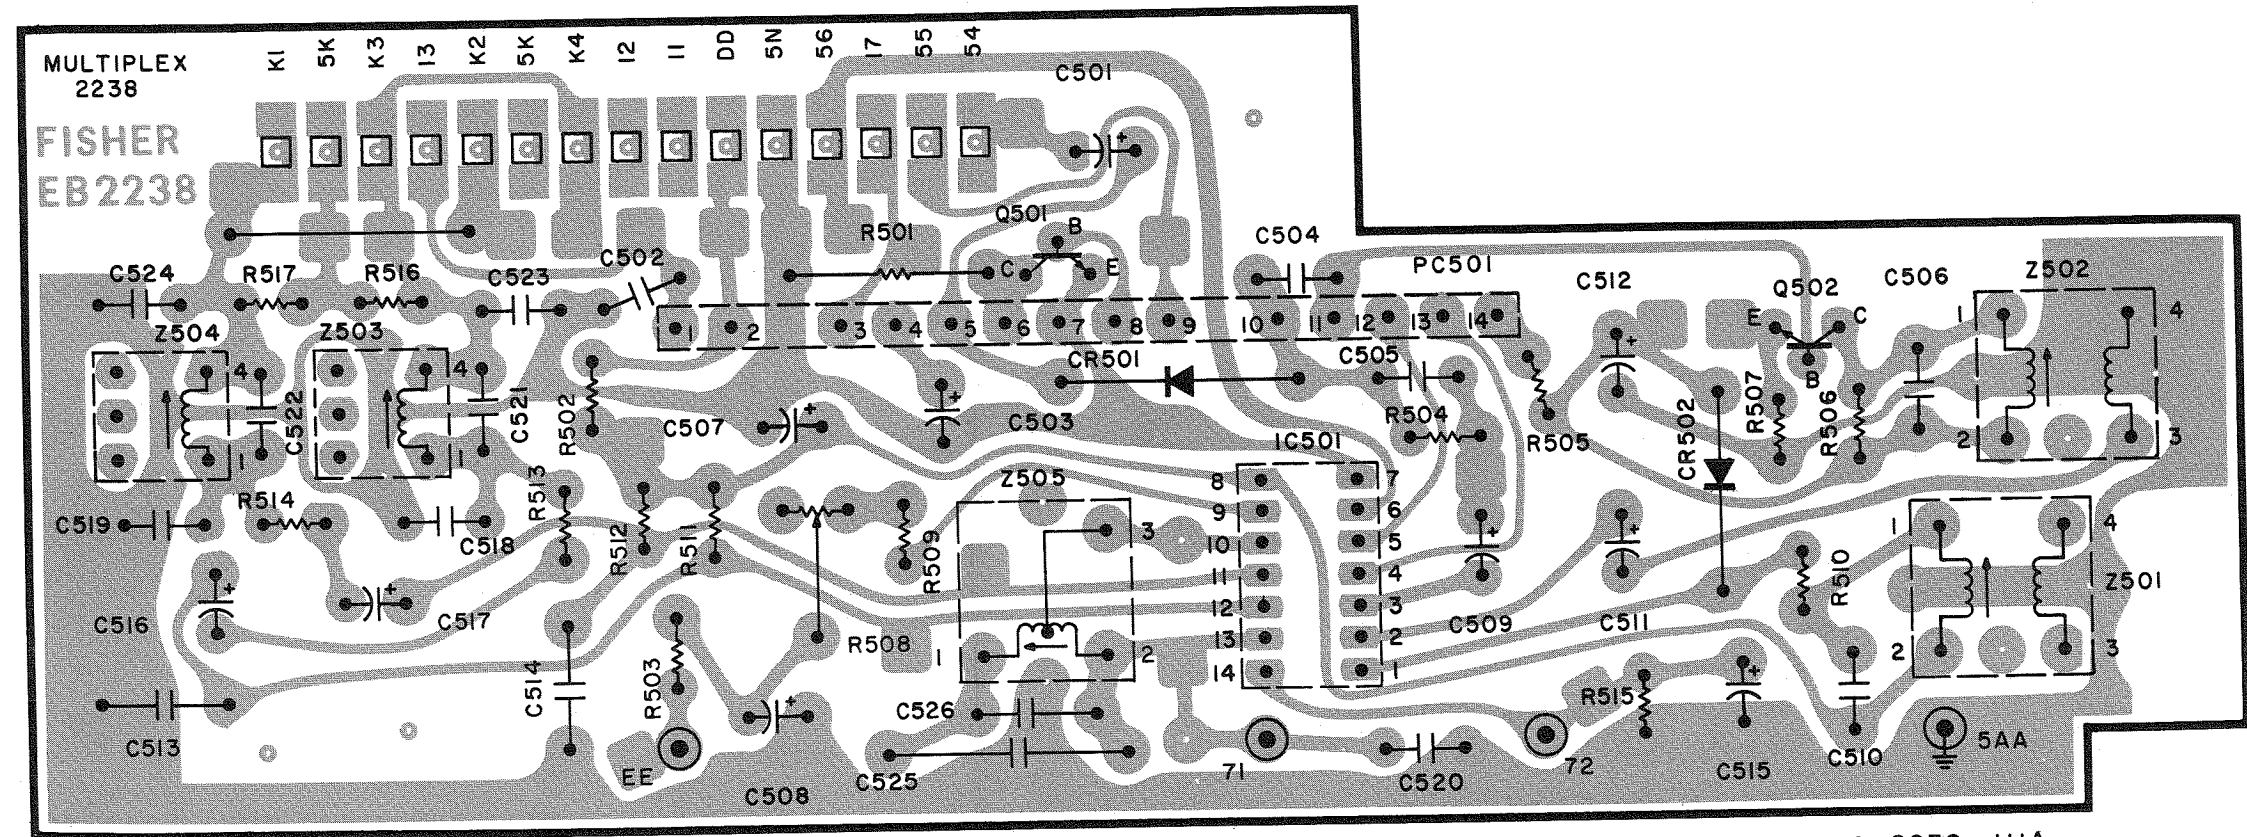 MULTIPLEX
2238
FISHER
EB2238
K1 5K K3 13 K2 5K K4 12 11 DD 5N 56 17 55 54
C501
Q501
B
C
E
R501
C524
R517
R516
C523
C502
C504
PC501
C512
Q502
E
C
B
C506
Z502
1
4
2
3
1 2 3 4 5 6 7 8 9 10 11 12 13 14
Z504
4
1
C522
Z503
4
1
C521
R502
CR501
C505
C507
C503
R504
R505
CR502
R507
R506
IC501
8 7
9 6
10 5
11 4
12 3
13 2
14 1
C519
R514
C518
R513
R512
R511
R509
Z505
3
1
2
C516
C517
R508
C509
C511
R510
Z501
1
4
2
3
C513
C514
R503
EE
C508
C526
C525
71
C520
72
R515
C515
C510
5AA